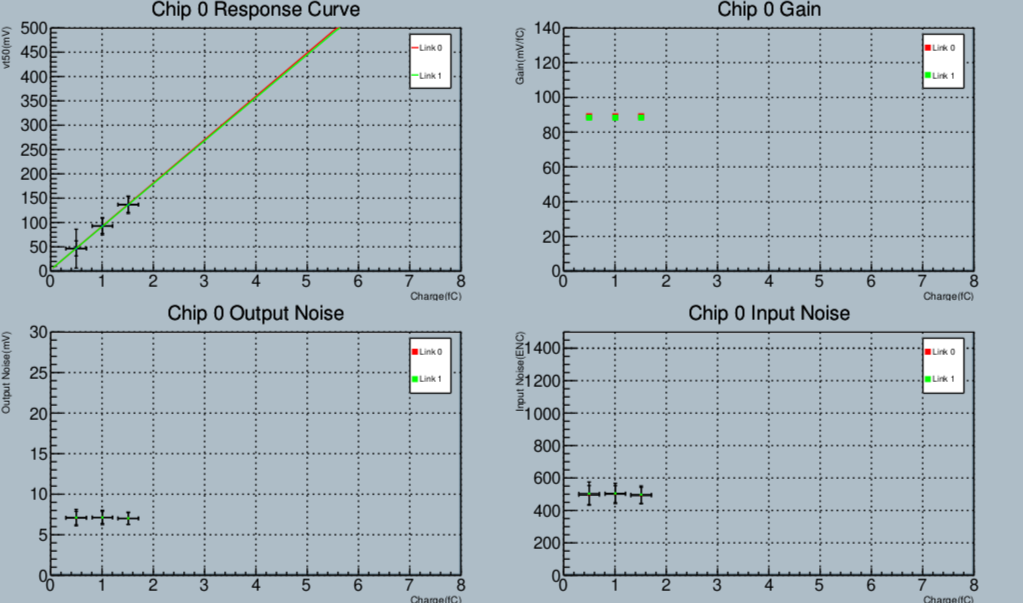 Chip 0 Response Curve
vt50(mV)
500
450
400
350
300
250
200
150
100
50
0
0 1 2 3 4 5 6 7 8
Charge(fC)
Link 0
Link 1
Chip 0 Gain
Gain(mV/fC)
140
120
100
80
60
40
20
0
0 1 2 3 4 5 6 7 8
Charge(fC)
Link 0
Link 1
Chip 0 Output Noise
Output Noise(mV)
30
25
20
15
10
5
0
0 1 2 3 4 5 6 7 8
Charge(fC)
Link 0
Link 1
Chip 0 Input Noise
Input Noise(ENC)
1400
1200
1000
800
600
400
200
0
0 1 2 3 4 5 6 7 8
Charge(fC)
Link 0
Link 1